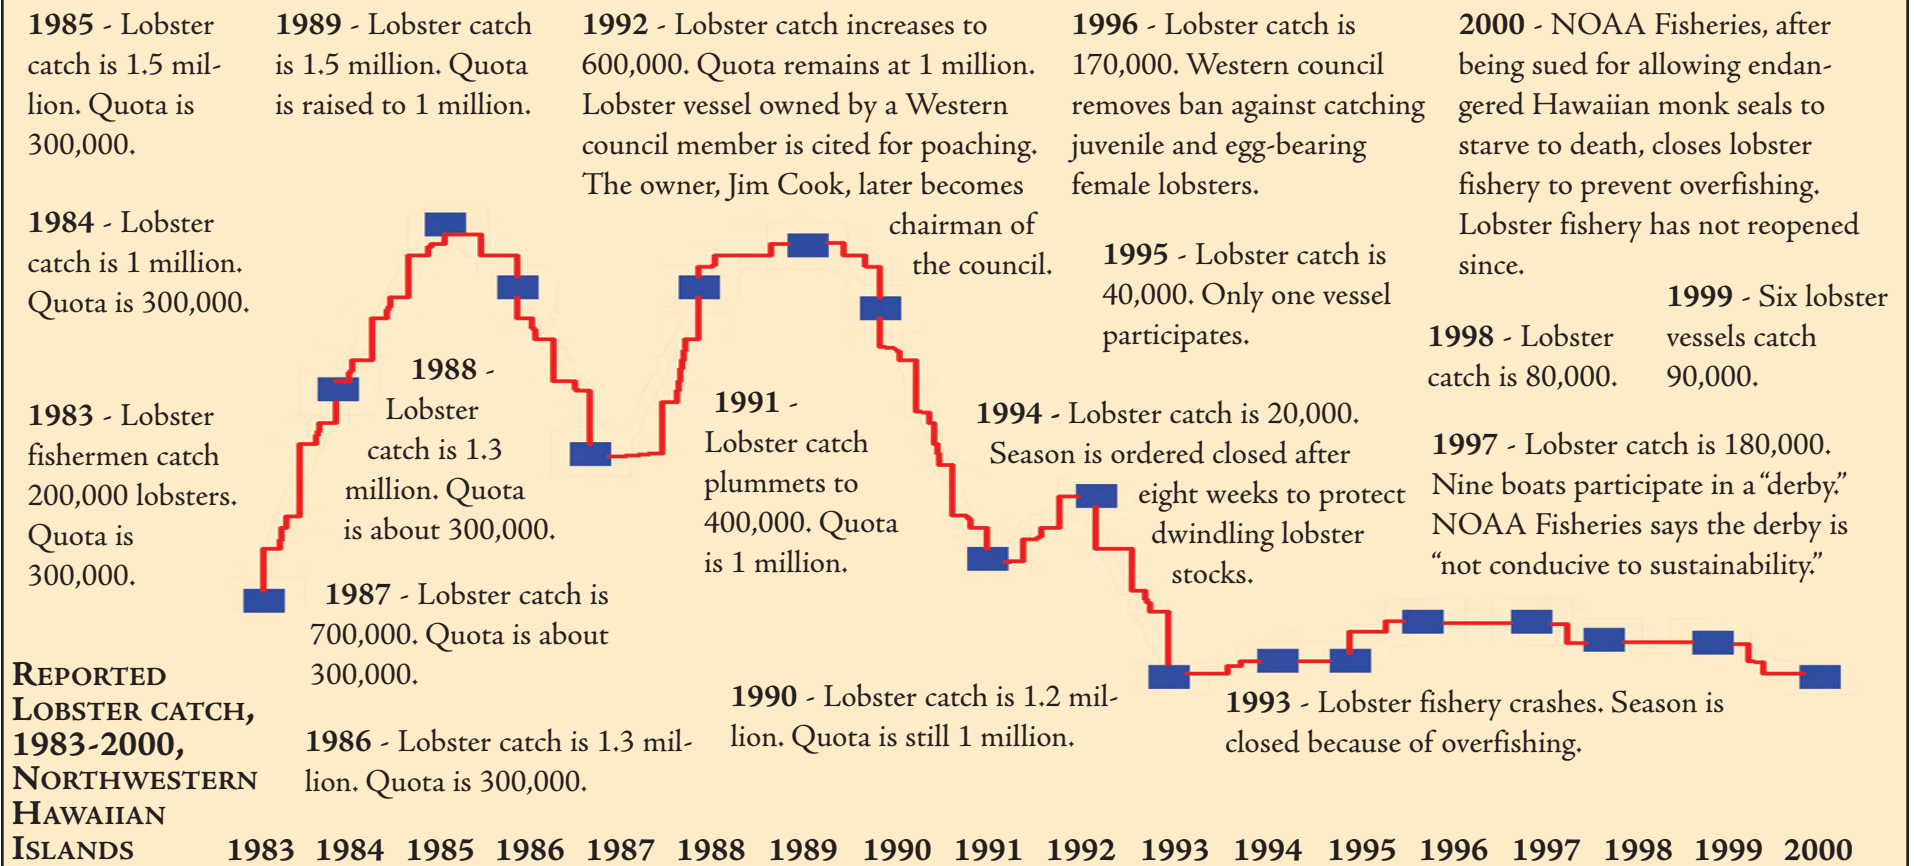 1985 - Lobster
catch is 1.5 mil-
lion. Quota is
300,000.
1989 - Lobster catch
is 1.5 million. Quota
is raised to 1 million.
1992 - Lobster catch increases to
600,000. Quota remains at 1 million.
Lobster vessel owned by a Western
council member is cited for poaching.
The owner, Jim Cook, later becomes
chairman of
the council.
1996 - Lobster catch is
170,000. Western council
removes ban against catching
juvenile and egg-bearing
female lobsters.
2000 - NOAA Fisheries, after
being sued for allowing endan-
gered Hawaiian monk seals to
starve to death, closes lobster
fishery to prevent overfishing.
Lobster fishery has not reopened
since.
1984 - Lobster
catch is 1 million.
Quota is 300,000.
1995 - Lobster catch is
40,000. Only one vessel
participates.
1999 - Six lobster
vessels catch
90,000.
1998 - Lobster
catch is 80,000.
1983 - Lobster
fishermen catch
200,000 lobsters.
Quota is
300,000.
1988 -
Lobster
catch is 1.3
million. Quota
is about 300,000.
1991 -
Lobster catch
plummets to
400,000. Quota
is 1 million.
1994 - Lobster catch is 20,000.
Season is ordered closed after
eight weeks to protect
dwindling lobster
stocks.
1997 - Lobster catch is 180,000.
Nine boats participate in a “derby.”
NOAA Fisheries says the derby is
“not conducive to sustainability.”
1987 - Lobster catch is
700,000. Quota is about
300,000.
1990 - Lobster catch is 1.2 mil-
lion. Quota is still 1 million.
1993 - Lobster fishery crashes. Season is
closed because of overfishing.
1986 - Lobster catch is 1.3 mil-
lion. Quota is 300,000.
Reported
Lobster catch,
1983-2000,
Northwestern
Hawaiian
Islands
1983 1984 1985 1986 1987 1988 1989 1990 1991 1992 1993 1994 1995 1996 1997 1998 1999 2000